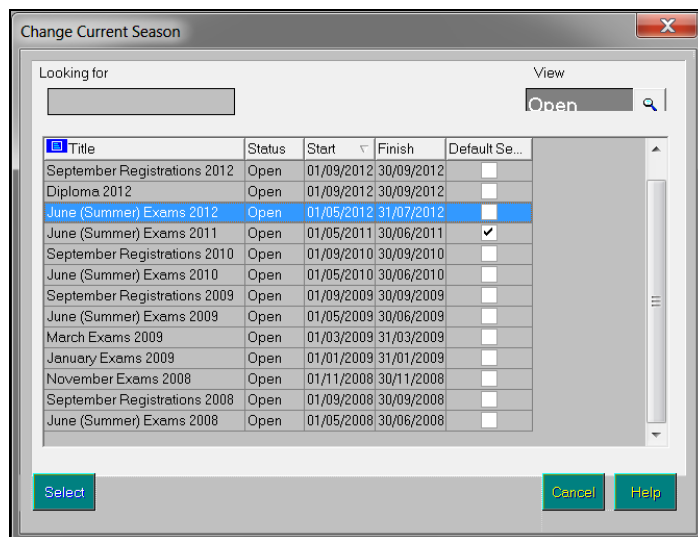 Change Current Season
Looking for View
Open
Title Status Start Finish Default Se...
September Registrations 2012 Open 01/09/2012 30/09/2012
Diploma 2012 Open 01/09/2012 30/09/2012
June (Summer) Exams 2012 Open 01/05/2012 31/07/2012
June (Summer) Exams 2011 Open 01/05/2011 30/06/2011
September Registrations 2010 Open 01/09/2010 30/09/2010
June (Summer) Exams 2010 Open 01/05/2010 30/06/2010
September Registrations 2009 Open 01/09/2009 30/09/2009
June (Summer) Exams 2009 Open 01/05/2009 30/06/2009
March Exams 2009 Open 01/03/2009 31/03/2009
January Exams 2009 Open 01/01/2009 31/01/2009
November Exams 2008 Open 01/11/2008 30/11/2008
September Registrations 2008 Open 01/09/2008 30/09/2008
June (Summer) Exams 2008 Open 01/05/2008 30/06/2008
Select Cancel Help